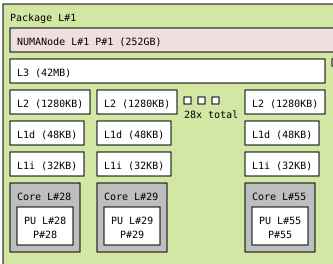 Package L#1
NUMANode L#1 P#1 (252GB)
L3 (42MB)
L2 (1280KB) L2 (1280KB) L2 (1280KB)
28x total
L1d (48KB) L1d (48KB) L1d (48KB)
L1i (32KB) L1i (32KB) L1i (32KB)
Core L#28 Core L#29 Core L#55
PU L#28 PU L#29 PU L#55
P#28 P#29 P#55